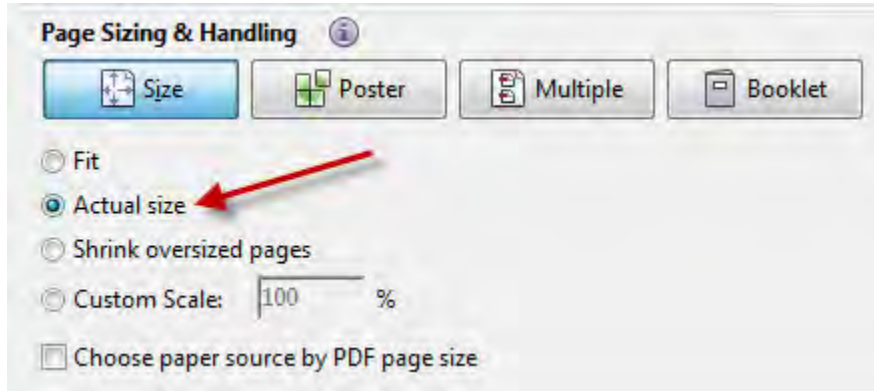 Page Sizing & Handling
Size Poster Multiple Booklet
Fit
Actual size
Shrink oversized pages
Custom Scale: 100 %
Choose paper source by PDF page size